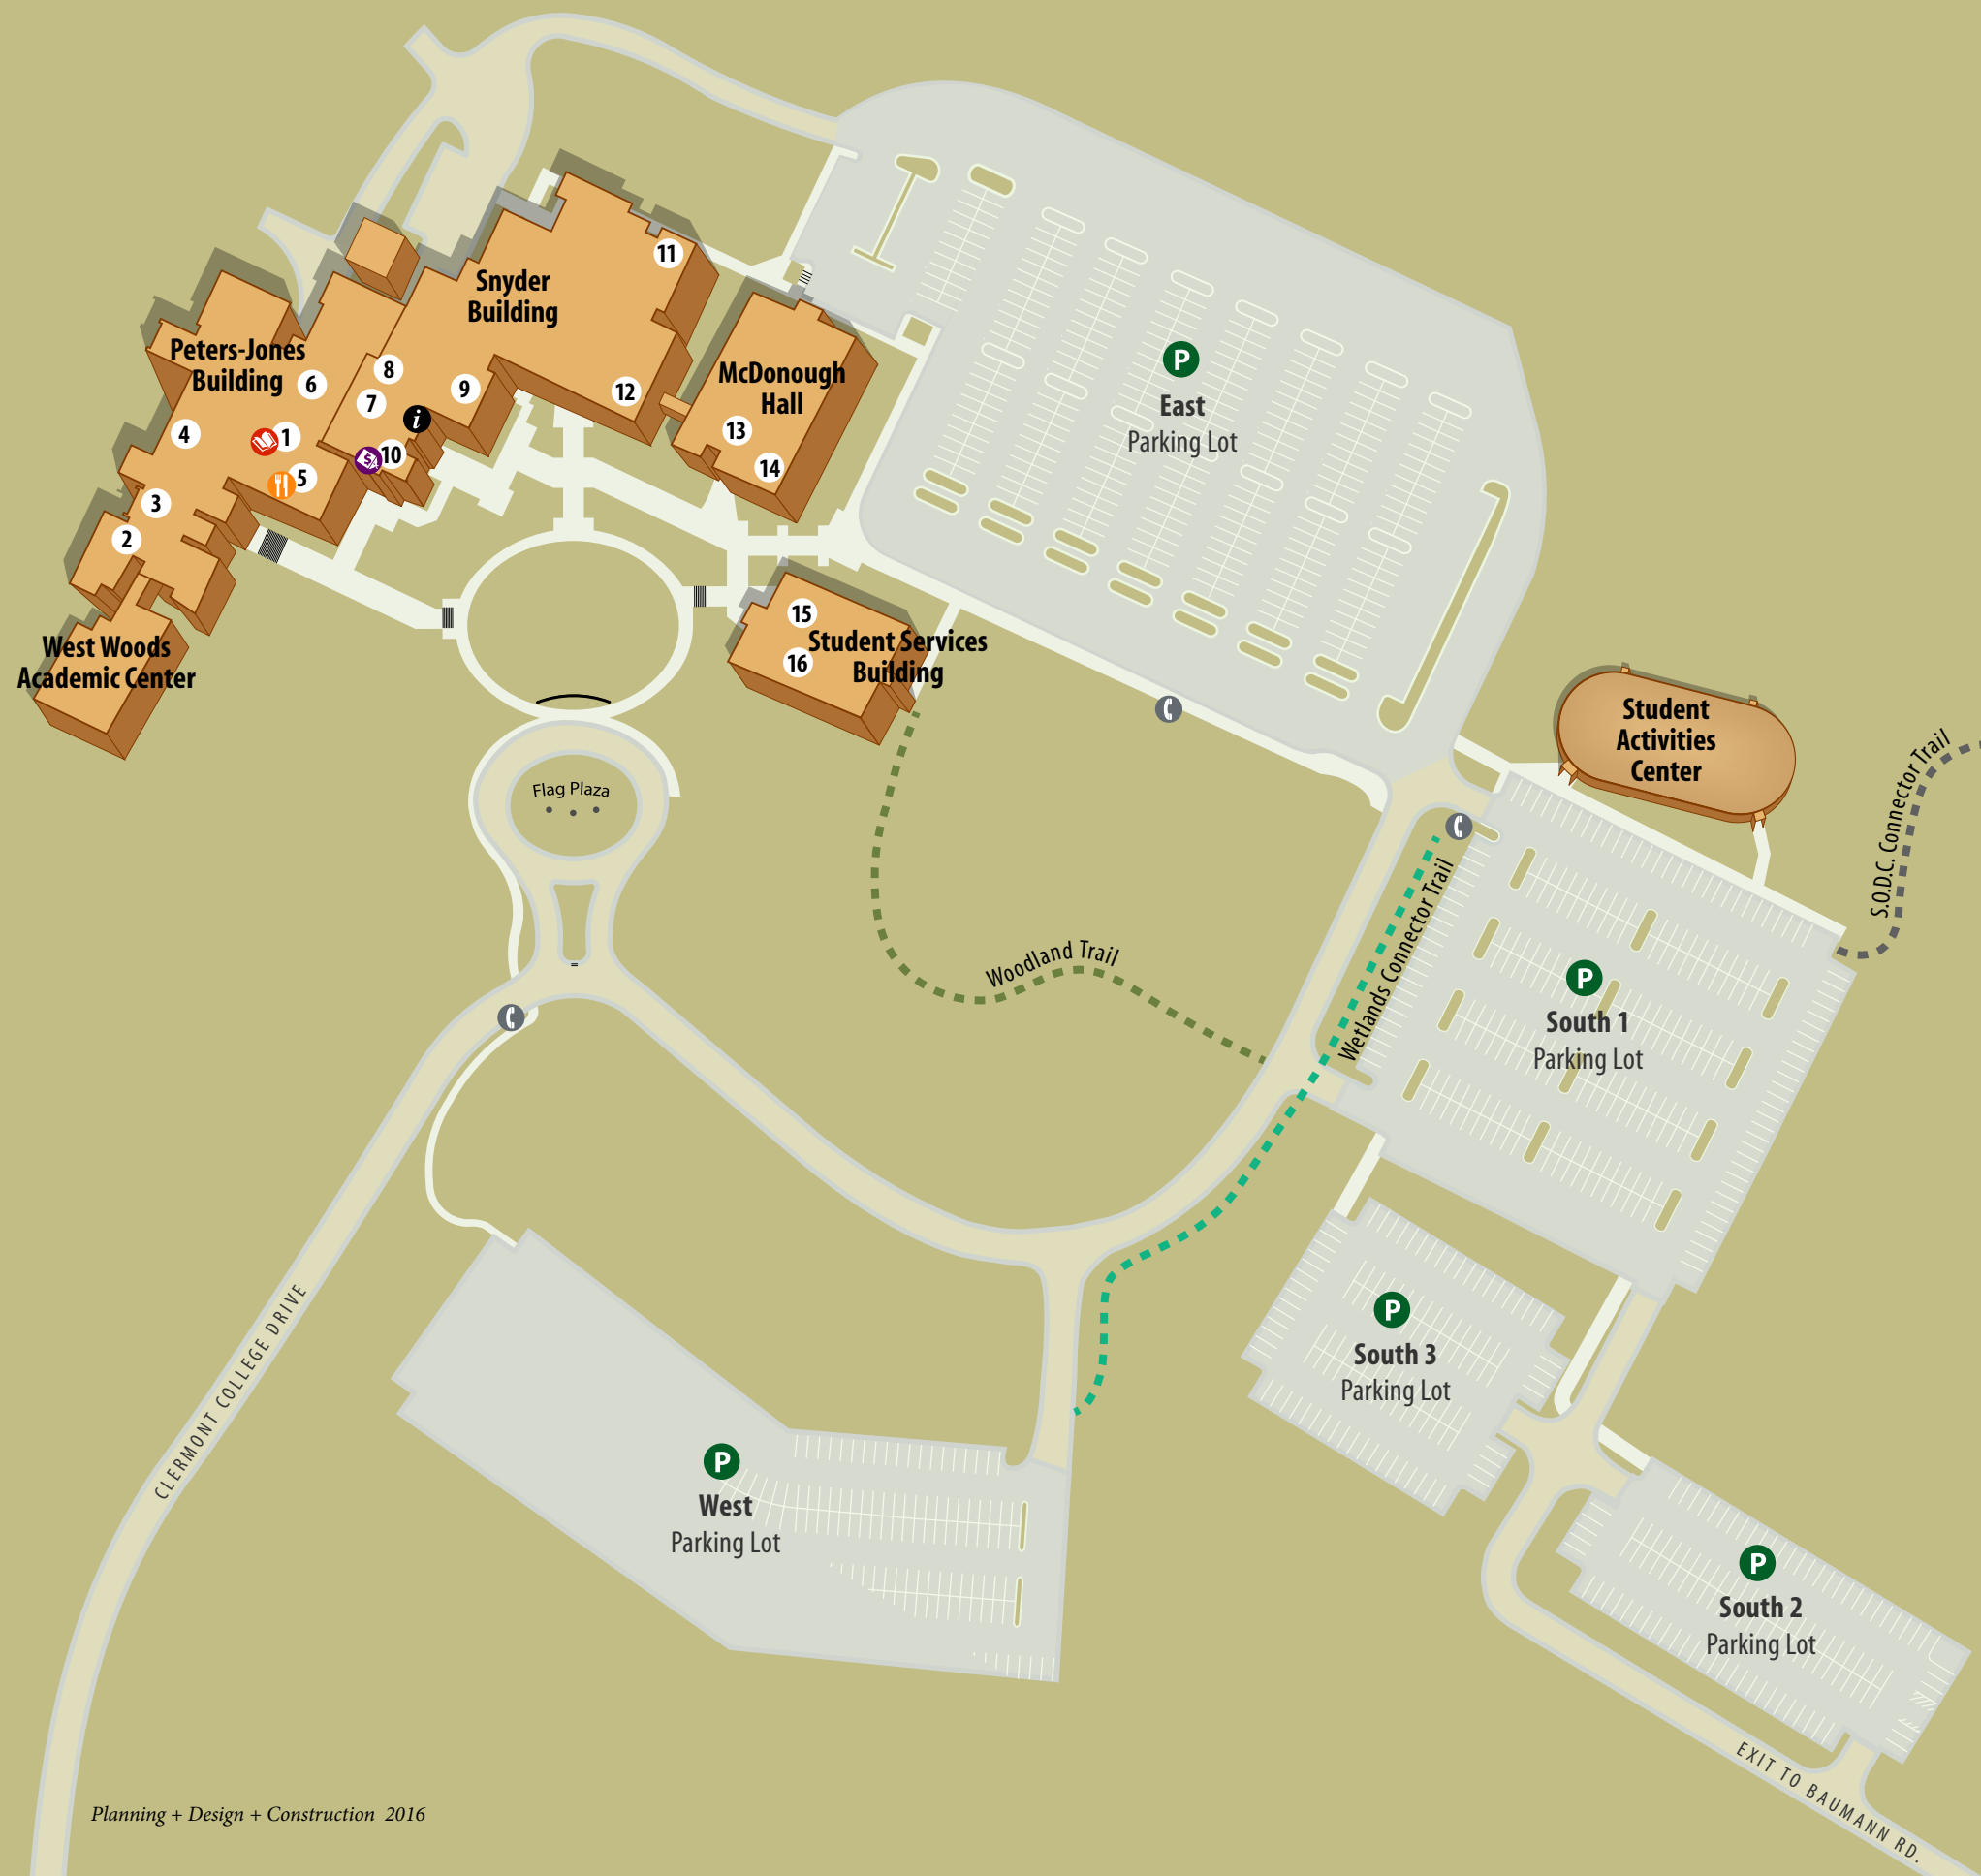 11
Snyder
Building
Peters-Jones
Building
8
6
7
9
12
i
McDonough
Hall
13
14
4
1
10
$
5
3
2
P
East
Parking Lot
West Woods
Academic Center
15
Student Services
16
Building
Student
Activities
Center
Flag Plaza
S.O.D.C. Connector Trail
Woodland Trail
Wetlands Connector Trail
P
South 1
Parking Lot
P
South 3
Parking Lot
CLERMONT COLLEGE DRIVE
P
West
Parking Lot
P
South 2
Parking Lot
EXIT TO BAUMANN RD.
Planning + Design + Construction 2016